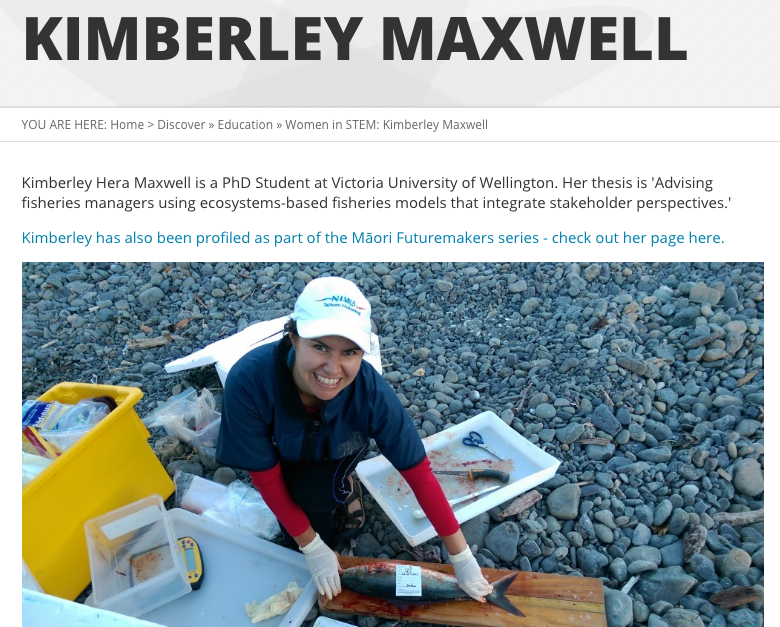 KIMBERLEY MAXWELL
YOU ARE HERE: Home > Discover » Education » Women in STEM: Kimberley Maxwell
Kimberley Hera Maxwell is a PhD Student at Victoria University of Wellington. Her thesis is 'Advising
fisheries managers using ecosystems-based fisheries models that integrate stakeholder perspectives.'
Kimberley has also been profiled as part of the Māori Futuremakers series - check out her page here.